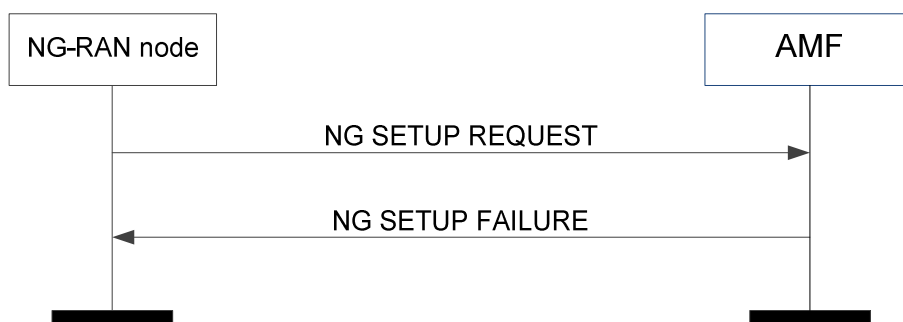 NG-RAN node
AMF
NG SETUP REQUEST
NG SETUP FAILURE